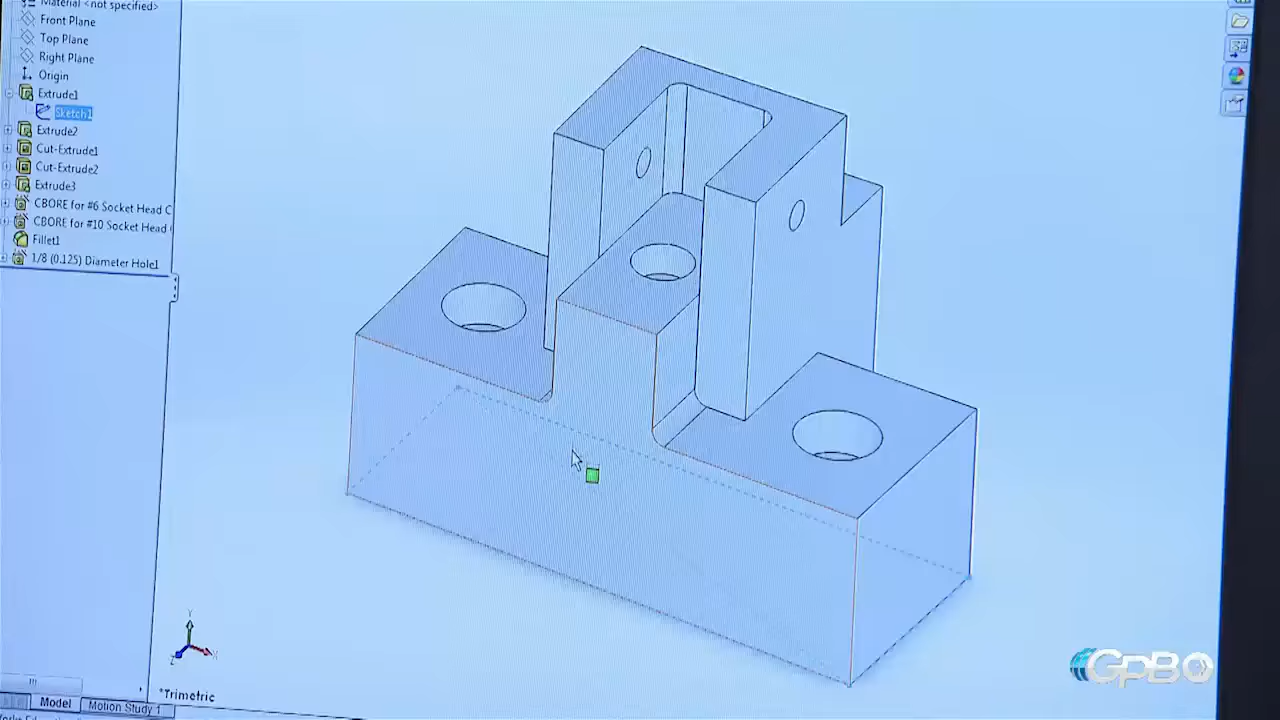 Material <not specified>
Front Plane
Top Plane
Right Plane
Origin
Extrude1
Sketch1
Extrude2
Cut-Extrude1
Cut-Extrude2
Extrude3
CBORE for #6 Socket Head C
CBORE for #10 Socket Head
Fillet1
1/8 (0.125) Diameter Hole1
Y
Z
X
*Trimetric
Model
Motion Study 1
GPB